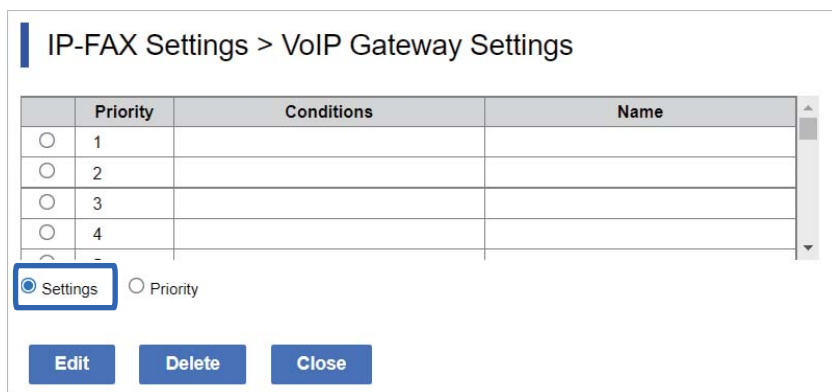 IP-FAX Settings > VoIP Gateway Settings
Priority Conditions Name
1
2
3
4
Settings Priority
Edit Delete Close